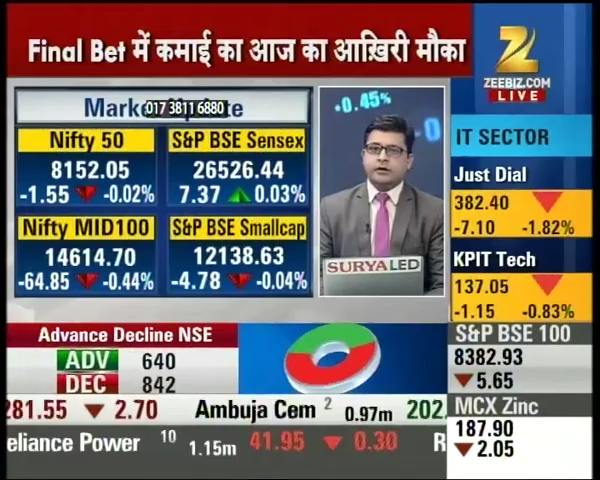 Final Bet में कमाई का आज का आख़िरी मौका
ZEEBIZ.COM
LIVE
017 3811 6880
+0.45%
0
IT SECTOR
Nifty 50
8152.05
-1.55 -0.02%
S&P BSE Sensex
26526.44
7.37 0.03%
Nifty MID100
14614.70
-64.85 -0.44%
S&P BSE Smallcap
12138.63
-4.78 -0.04%
SURYA LED
Just Dial
382.40
-7.10 -1.82%
KPIT Tech
137.05
-1.15 -0.83%
Advance Decline NSE
ADV 640
DEC 842
S&P BSE 100
8382.93
5.65
MCX Zinc
187.90
2.05
281.55 2.70 Ambuja Cem 2 0.97m 202.
eliance Power 10 1.15m 41.95 0.30 R